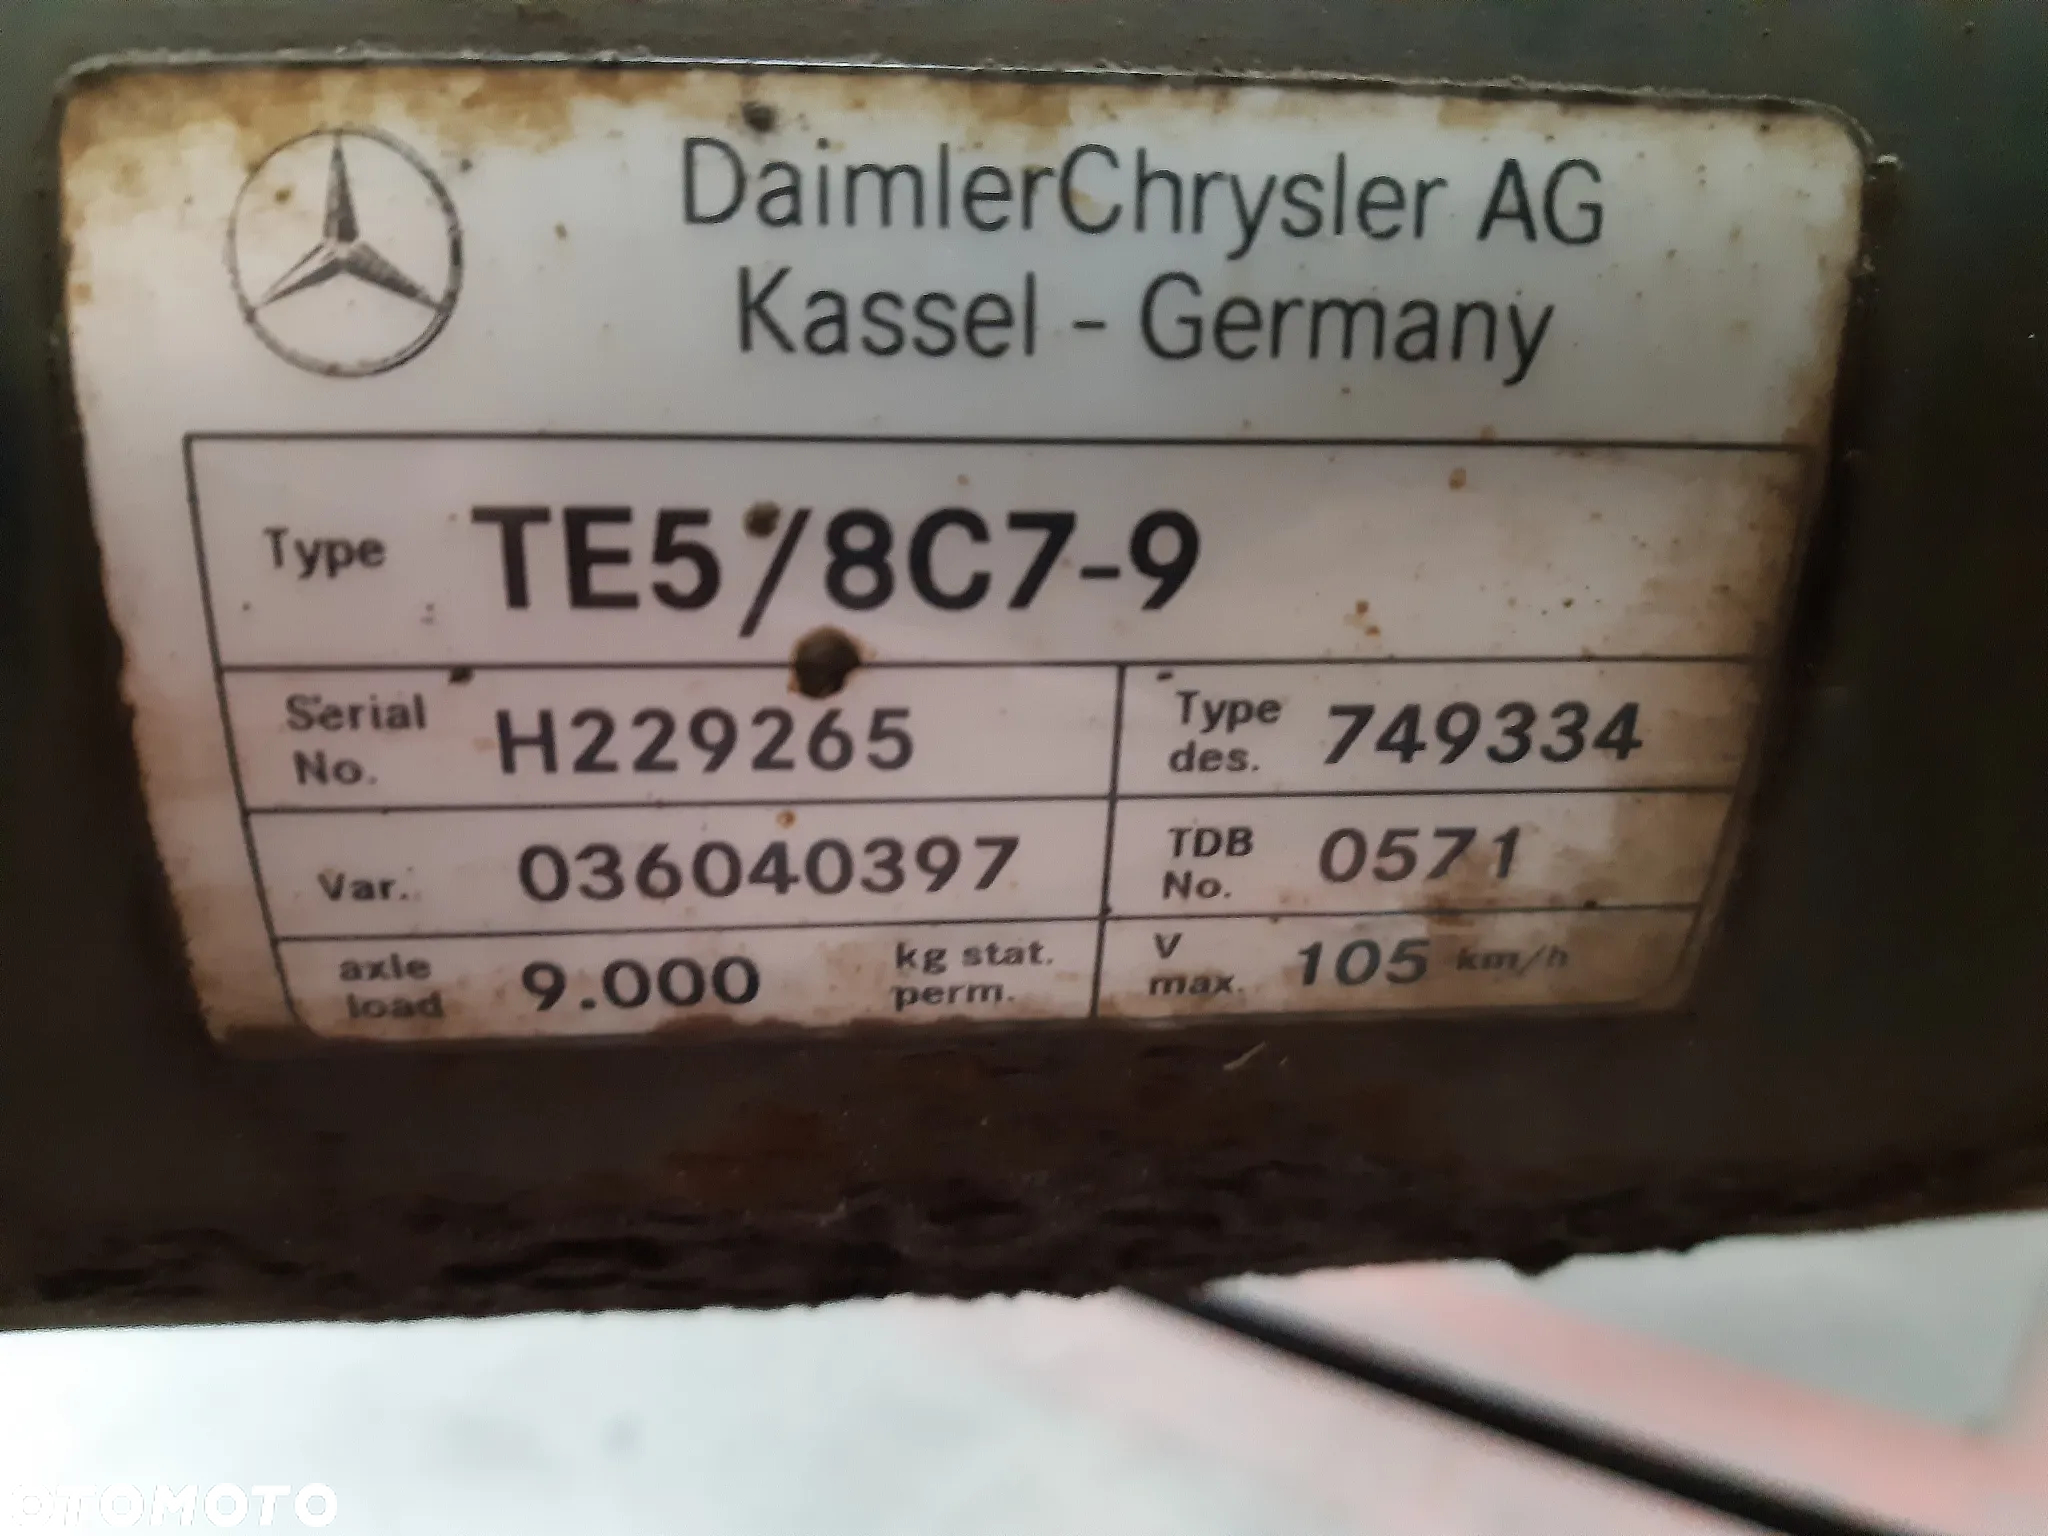 DaimlerChrysler AG
Kassel - Germany
Type TE5/8C7-9
Serial No. H229265
Type des. 749334
Var. 036040397
TDB No. 0571
axle load 9.000 kg stat. perm.
V max. 105 km/h
OTOMOTO